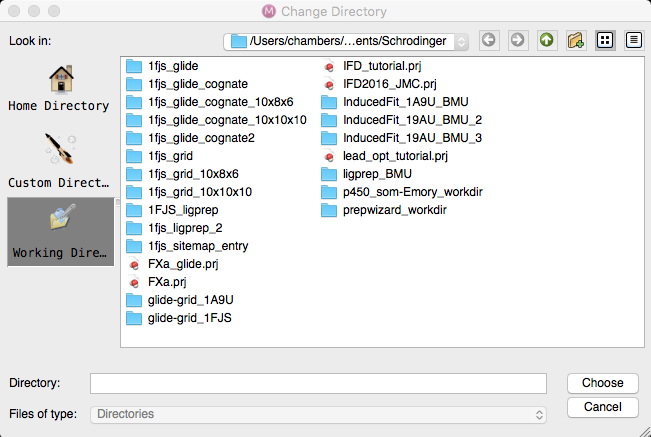 Change Directory
Look in:
/Users/chambers/…ents/Schrodinger
Home Directory
Custom Direct…
Working Dire…
1fjs_glide
1fjs_glide_cognate
1fjs_glide_cognate_10x8x6
1fjs_glide_cognate_10x10x10
1fjs_glide_cognate2
1fjs_grid
1fjs_grid_10x8x6
1fjs_grid_10x10x10
1FJS_ligprep
1fjs_ligprep_2
1fjs_sitemap_entry
FXa_glide.prj
FXa.prj
glide-grid_1A9U
glide-grid_1FJS
IFD_tutorial.prj
IFD2016_JMC.prj
InducedFit_1A9U_BMU
InducedFit_19AU_BMU_2
InducedFit_19AU_BMU_3
lead_opt_tutorial.prj
ligprep_BMU
p450_som-Emory_workdir
prepwizard_workdir
Directory:
Choose
Files of type:
Directories
Cancel